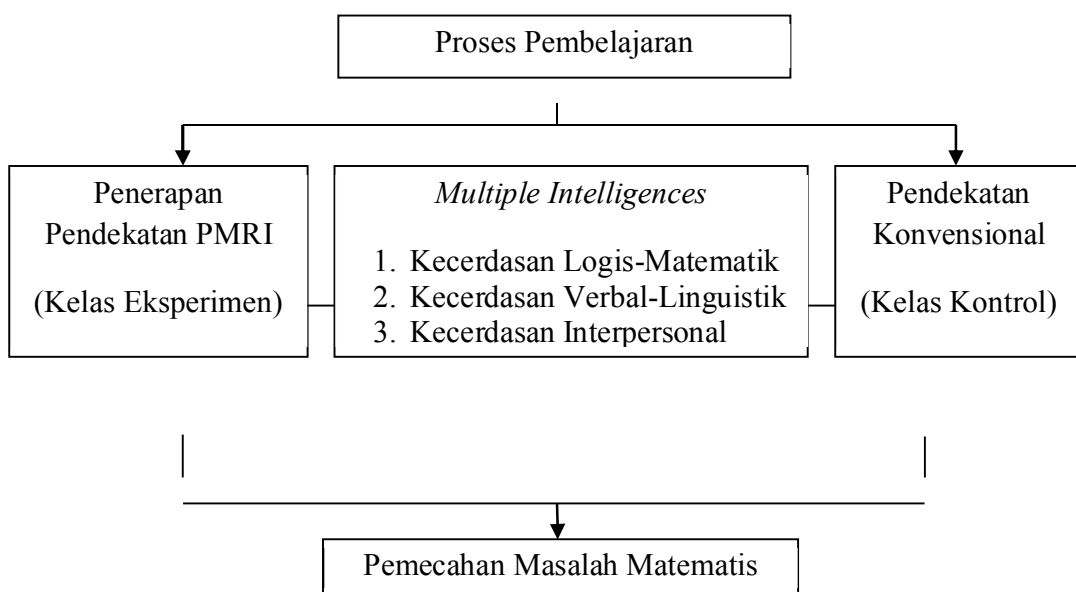 Proses Pembelajaran
Penerapan
Pendekatan PMRI
(Kelas Eksperimen)
Multiple Intelligences
1. Kecerdasan Logis-Matematik
2. Kecerdasan Verbal-Linguistik
3. Kecerdasan Interpersonal
Pendekatan
Konvensional
(Kelas Kontrol)
Pemecahan Masalah Matematis